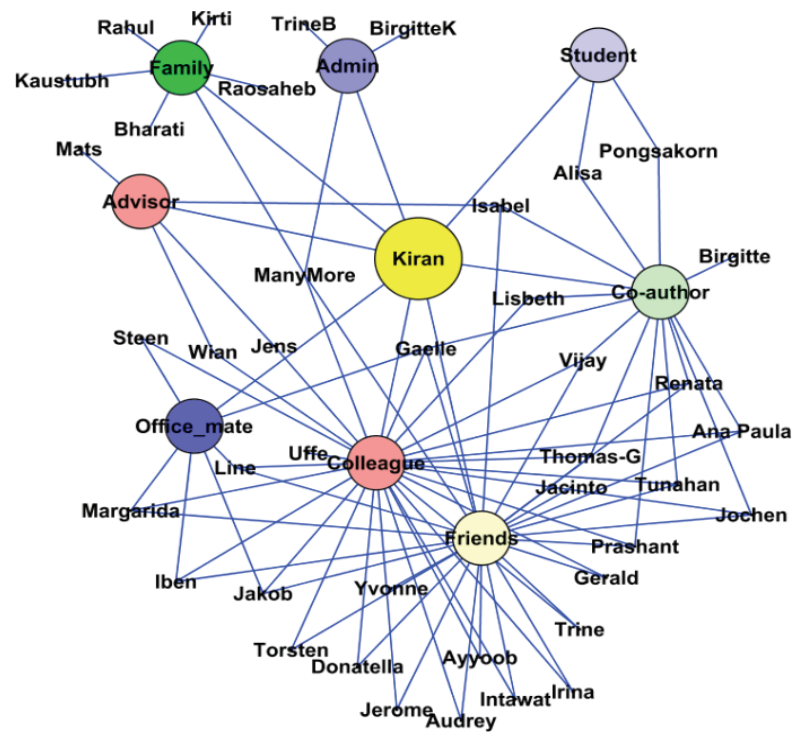 Rahul
Kirti
TrineB
BirgitteK
Family
Admin
Student
Kaustubh
Raosaheb
Bharati
Mats
Pongsakorn
Alisa
Advisor
Isabel
Kiran
Birgitte
ManyMore
Lisbeth
Co-author
Steen
Wian
Jens
Gaelle
Vijay
Renata
Office_mate
Ana Paula
Uffe
Colleague
Line
Thomas-G
Jacinto
Tunahan
Margarida
Jochen
Friends
Prashant
Iben
Jakob
Yvonne
Gerald
Trine
Torsten
Donatella
Ayyoob
Jerome
Audrey
Intawat
Irina